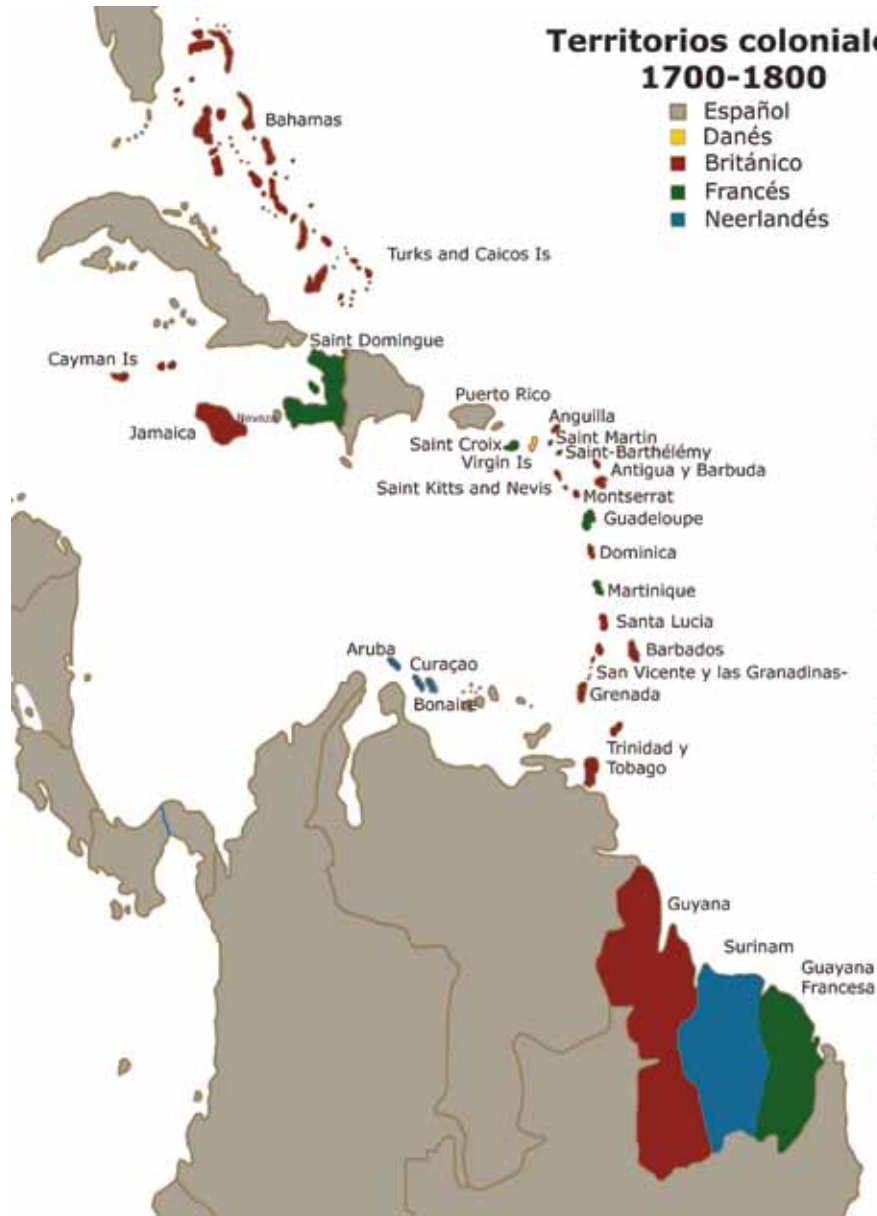 Territorios coloniale
1700-1800
Español
Danés
Británico
Francés
Neerlandés
Bahamas
Turks and Caicos Is
Saint Domingue
Cayman Is
Puerto Rico
Navaza
Jamaica
Anguilla
Saint Croix
Saint Martin
Virgin Is
Saint-Barthélémy
Antigua y Barbuda
Saint Kitts and Nevis
Montserrat
Guadeloupe
Dominica
Martinique
Santa Lucia
Aruba
Barbados
Curaçao
San Vicente y las Granadinas-
Bonaire
Grenada
Trinidad y
Tobago
Guyana
Surinam
Guayana
Francesa